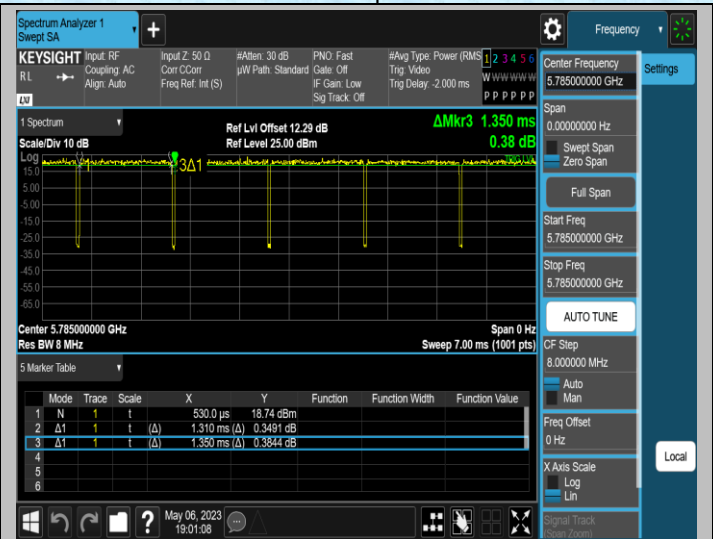 Spectrum Analyzer 1
Swept SA
+
Frequency
KEYSIGHT
Input: RF
Input Z: 50 Ω
#Atten: 30 dB
PNO: Fast
#Avg Type: Power (RMS
1 2 3 4 5 6
RL
Coupling: AC
Corr CCorr
µW Path: Standard
Gate: Off
Trig: Video
W W W W W W
Align: Auto
Freq Ref: Int (S)
IF Gain: Low
Trig Delay: -2.000 ms
Sig Track: Off
P P P P P P
LXI
1 Spectrum
Ref Lvl Offset 12.29 dB
ΔMkr3 1.350 ms
Scale/Div 10 dB
Ref Level 25.00 dBm
0.38 dB
Log
1
3Δ1
15.0
5.00
-5.00
-15.0
-25.0
-35.0
-45.0
-55.0
-65.0
Center 5.785000000 GHz
Span 0 Hz
Res BW 8 MHz
Sweep 7.00 ms (1001 pts)
5 Marker Table
Mode Trace Scale X Y Function Function Width Function Value
1 N 1 t 530.0 µs 18.74 dBm
2 Δ1 1 t (Δ) 1.310 ms (Δ) 0.3491 dB
3 Δ1 1 t (Δ) 1.350 ms (Δ) 0.3844 dB
4
5
6
?
May 06, 2023
19:01:08
Center Frequency
5.785000000 GHz
Settings
Span
0.00000000 Hz
Swept Span
Zero Span
Full Span
Start Freq
5.785000000 GHz
Stop Freq
5.785000000 GHz
AUTO TUNE
CF Step
8.000000 MHz
Auto
Man
Freq Offset
0 Hz
X Axis Scale
Log
Lin
Signal Track
(Span Zoom)
Local